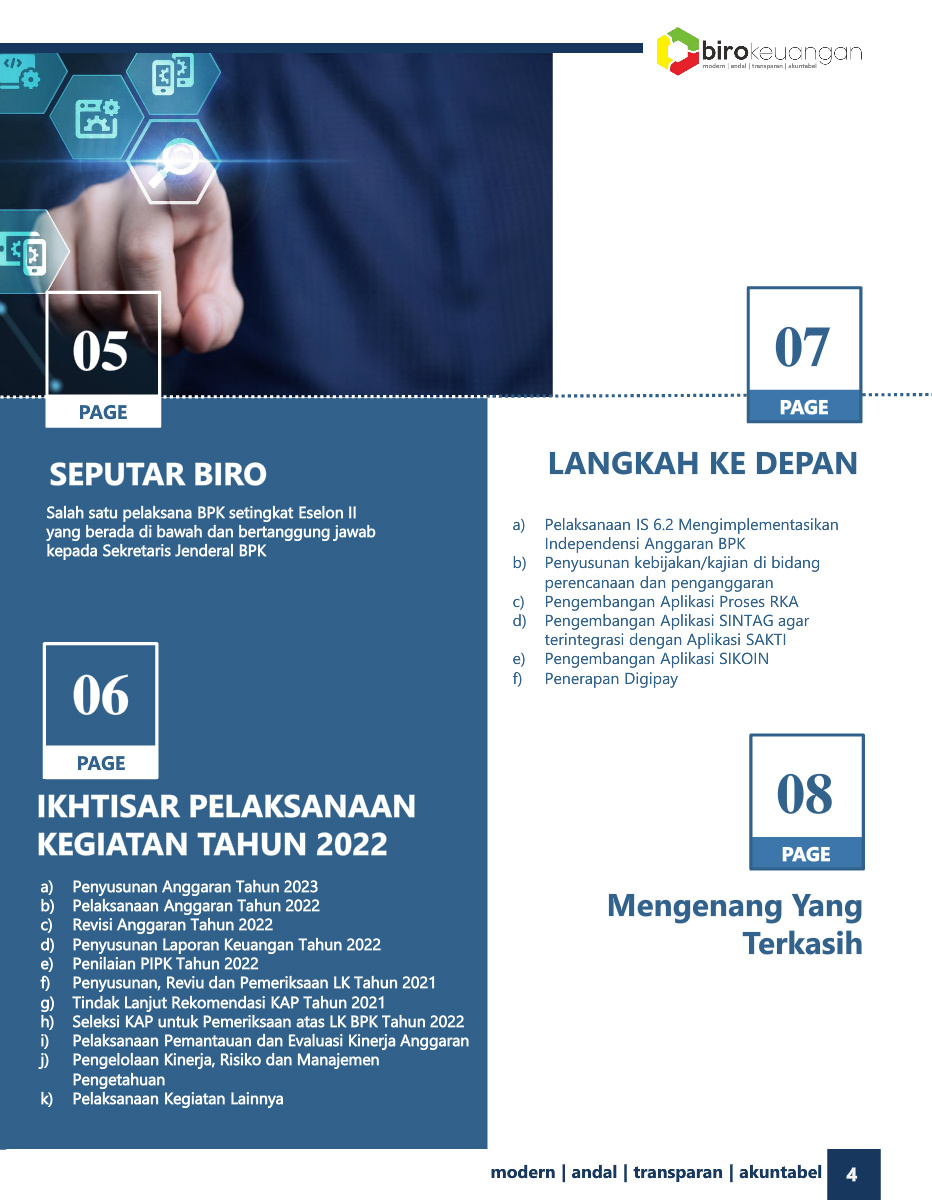 birokeuangan
modern | andal | transparan | akuntabel
05
PAGE
SEPUTAR BIRO
Salah satu pelaksana BPK setingkat Eselon II
yang berada di bawah dan bertanggung jawab
kepada Sekretaris Jenderal BPK
06
PAGE
IKHTISAR PELAKSANAAN
KEGIATAN TAHUN 2022
a) Penyusunan Anggaran Tahun 2023
b) Pelaksanaan Anggaran Tahun 2022
c) Revisi Anggaran Tahun 2022
d) Penyusunan Laporan Keuangan Tahun 2022
e) Penilaian PIPK Tahun 2022
f) Penyusunan, Reviu dan Pemeriksaan LK Tahun 2021
g) Tindak Lanjut Rekomendasi KAP Tahun 2021
h) Seleksi KAP untuk Pemeriksaan atas LK BPK Tahun 2022
i) Pelaksanaan Pemantauan dan Evaluasi Kinerja Anggaran
j) Pengelolaan Kinerja, Risiko dan Manajemen
Pengetahuan
k) Pelaksanaan Kegiatan Lainnya
07
PAGE
LANGKAH KE DEPAN
a) Pelaksanaan IS 6.2 Mengimplementasikan
Independensi Anggaran BPK
b) Penyusunan kebijakan/kajian di bidang
perencanaan dan penganggaran
c) Pengembangan Aplikasi Proses RKA
d) Pengembangan Aplikasi SINTAG agar
terintegrasi dengan Aplikasi SAKTI
e) Pengembangan Aplikasi SIKOIN
f) Penerapan Digipay
08
PAGE
Mengenang Yang
Terkasih
modern | andal | transparan | akuntabel 4